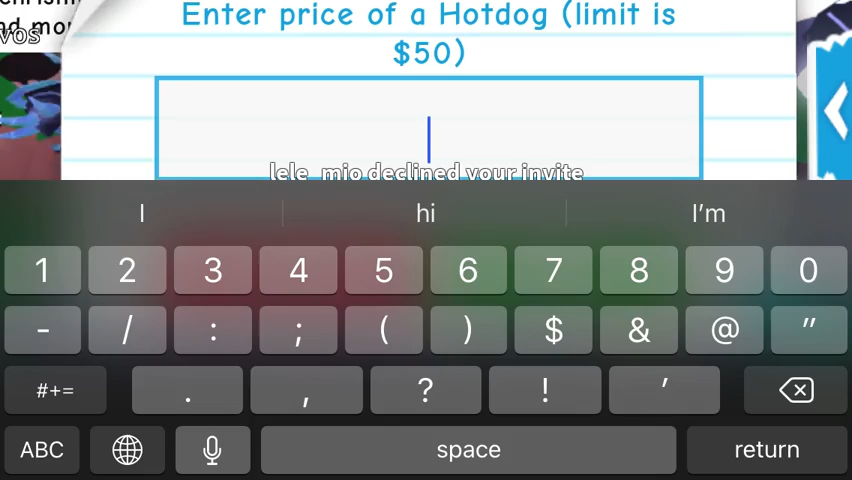 Enter price of a Hotdog (limit is
$50)
vos
lele_mio declined your invite
I hi I'm
1 2 3 4 5 6 7 8 9 0
- / : ; ( ) $ & @ "
#+= . , ? ! '
ABC space return